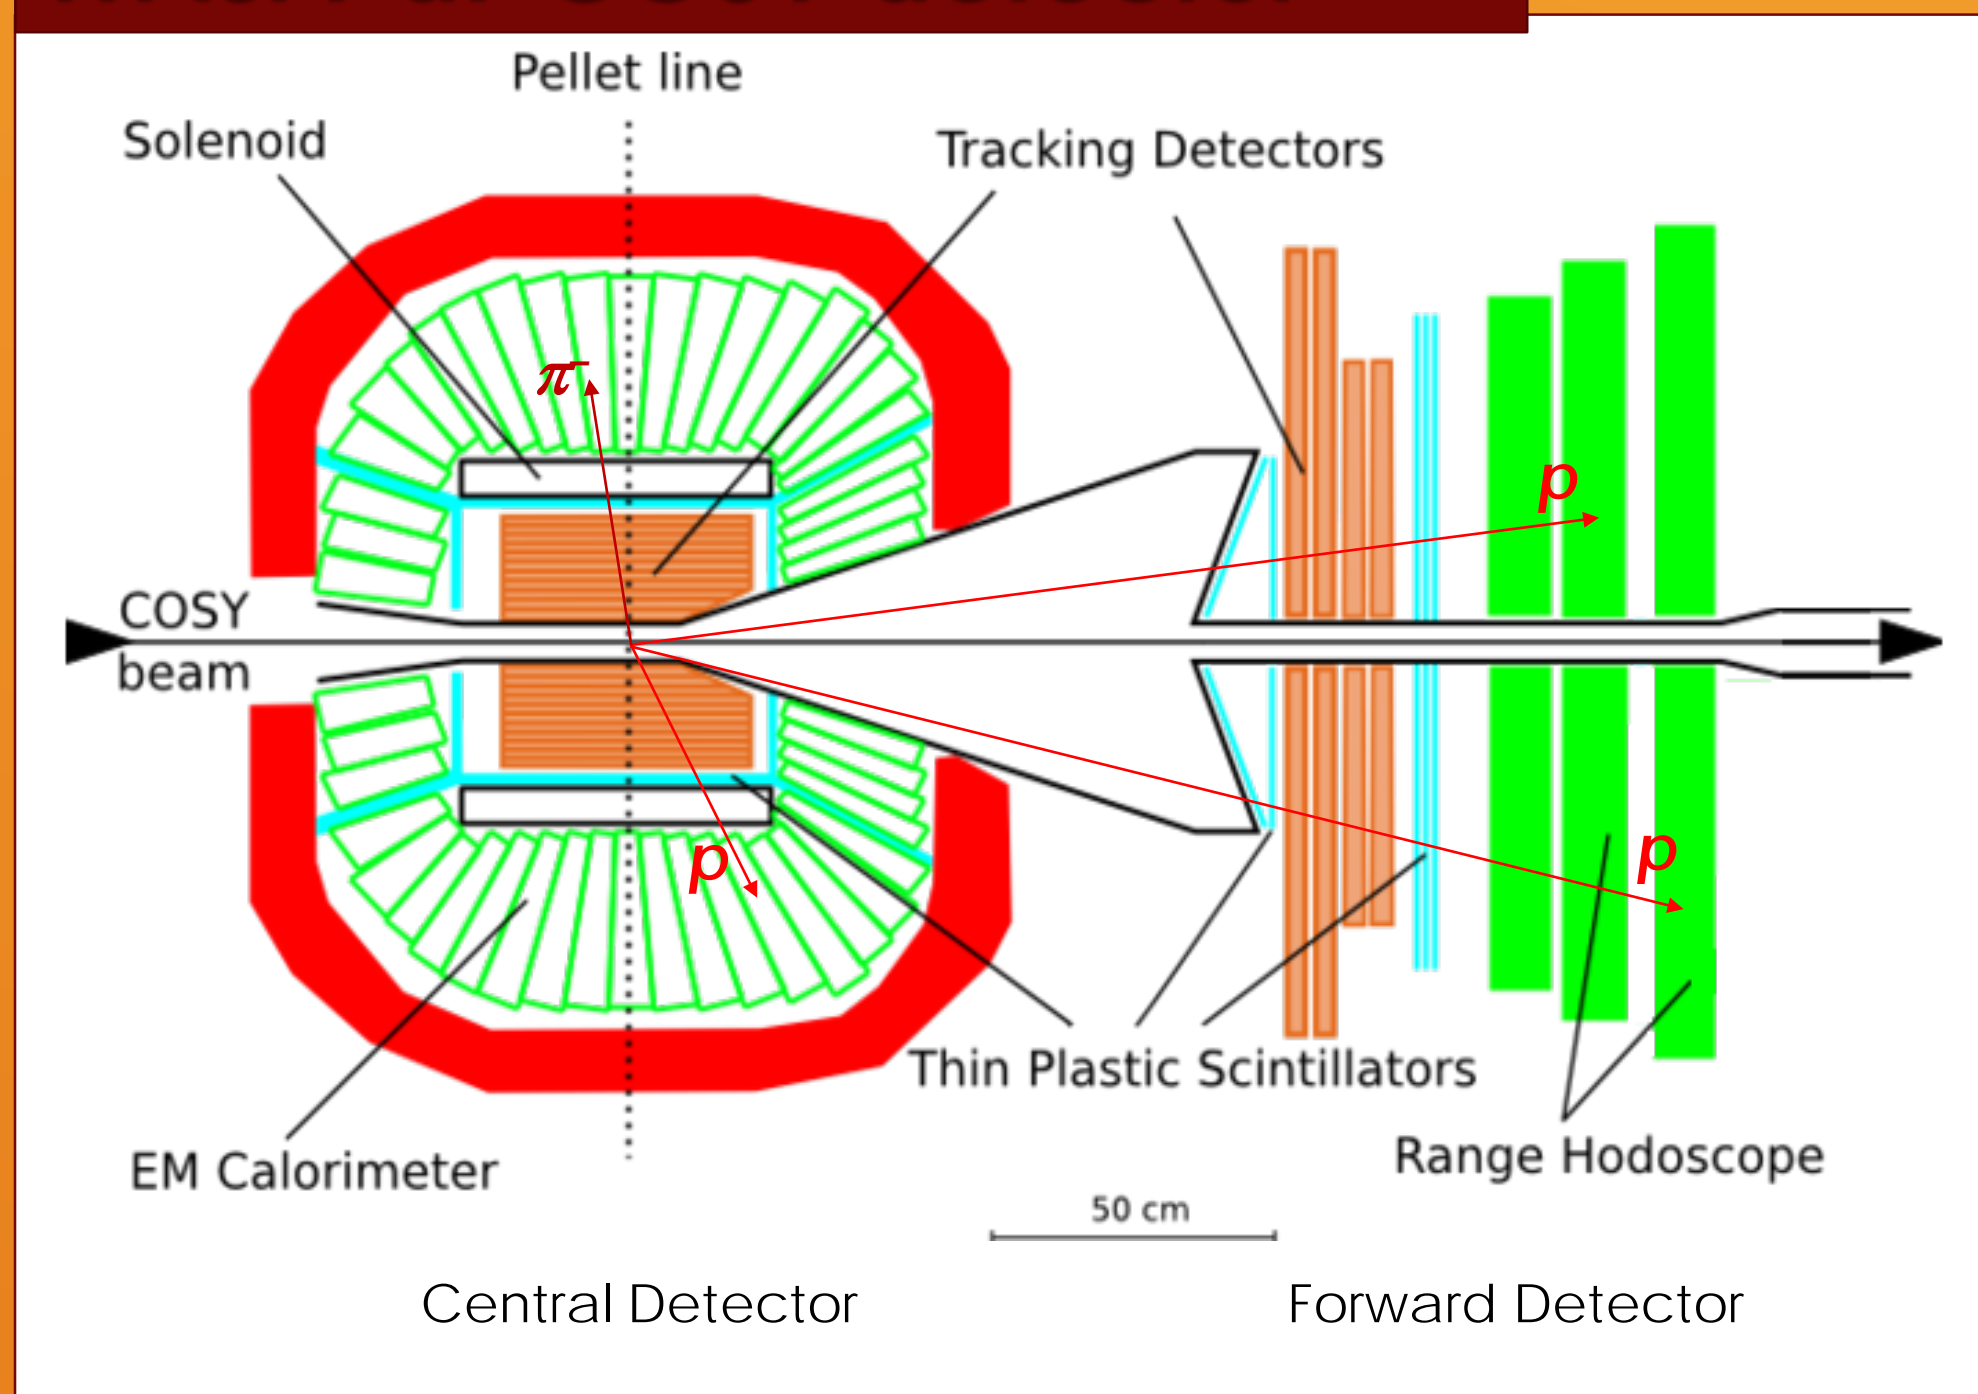 Pellet line
Solenoid
Tracking Detectors
π⁻
p
COSY
beam
p
p
Thin Plastic Scintillators
EM Calorimeter
Range Hodoscope
50 cm
Central Detector
Forward Detector